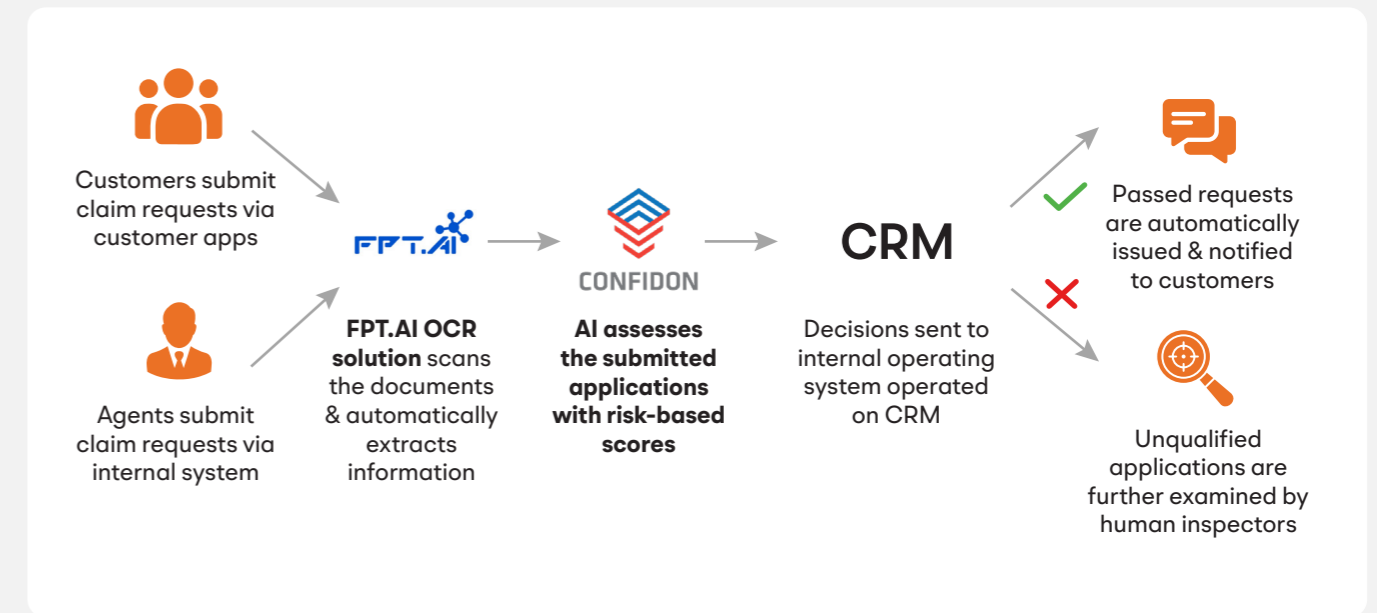 Customers submit
claim requests via
customer apps
Agents submit
claim requests via
internal system
FPT.AI
FPT.AI OCR
solution scans
the documents
& automatically
extracts
information
CONFIDON
AI assesses
the submitted
applications
with risk-based
scores
CRM
Decisions sent to
internal operating
system operated
on CRM
Passed requests
are automatically
issued & notified
to customers
Unqualified
applications are
further examined by
human inspectors